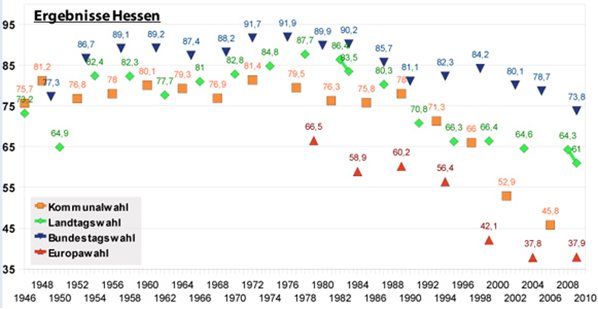 Ergebnisse Hessen
95
85
75
65
55
45
35
91,7 91,9 90,2
86,7 89,1 89,2 87,4 88,2 89,9 86,4 85,7 84,2
81,2 82,4 82,3 81 82,8 84,8 87,7 83,5 81,1 82,3 80,1 78,7
75,7 77,3 76,8 78 80,1 77,7 79,3 76,9 81,4 79,5 76,3 75,8 80,3 78 73,8
73,2 64,9 66,5 58,9 60,2 70,8 71,3 66,3 66 66,4 64,6 64,3 61
56,4 52,9 45,8
42,1 37,8 37,9
Kommunalwahl
Landtagswahl
Bundestagswahl
Europawahl
1948 1952 1956 1960 1964 1968 1972 1976 1980 1984 1988 1992 1996 2000 2004 2008
1946 1950 1954 1958 1962 1966 1970 1974 1978 1982 1986 1990 1994 1998 2002 2006 2010